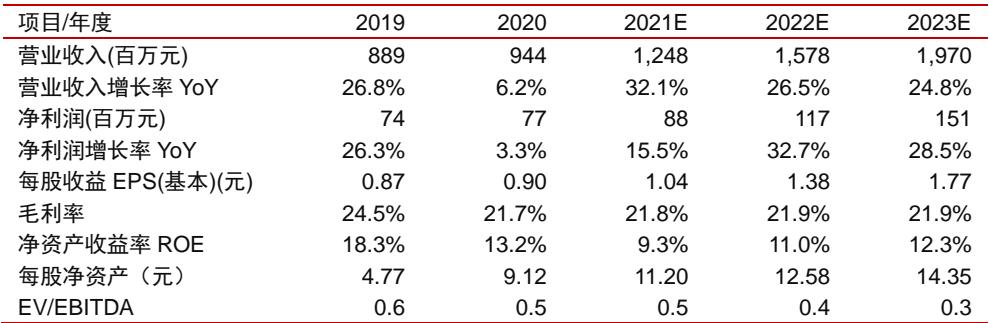 项目/年度 2019 2020 2021E 2022E 2023E
营业收入(百万元) 889 944 1,248 1,578 1,970
营业收入增长率 YoY 26.8% 6.2% 32.1% 26.5% 24.8%
净利润(百万元) 74 77 88 117 151
净利润增长率 YoY 26.3% 3.3% 15.5% 32.7% 28.5%
每股收益 EPS(基本)(元) 0.87 0.90 1.04 1.38 1.77
毛利率 24.5% 21.7% 21.8% 21.9% 21.9%
净资产收益率 ROE 18.3% 13.2% 9.3% 11.0% 12.3%
每股净资产（元） 4.77 9.12 11.20 12.58 14.35
EV/EBITDA 0.6 0.5 0.5 0.4 0.3